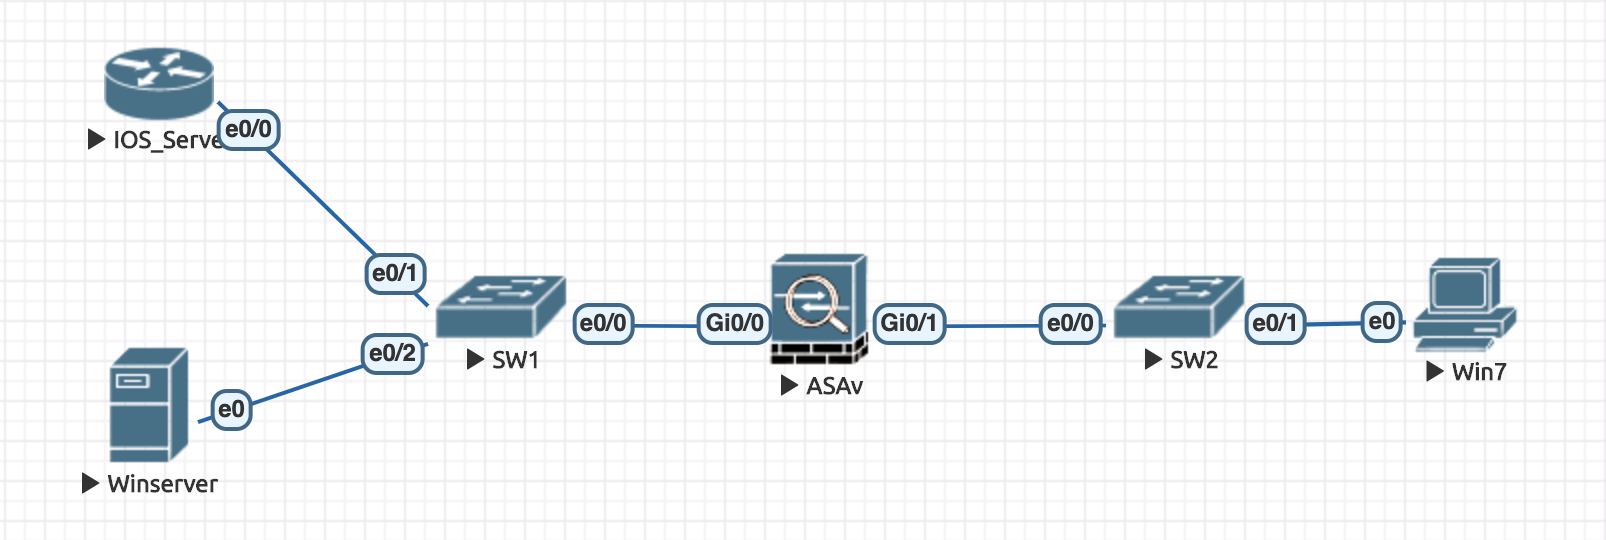 e0/0
IOS_Serve
e0/1
e0/0
Gi0/0
Gi0/1
e0/0
e0/1
e0
e0/2
SW1
SW2
Win7
ASAv
e0
Winserver